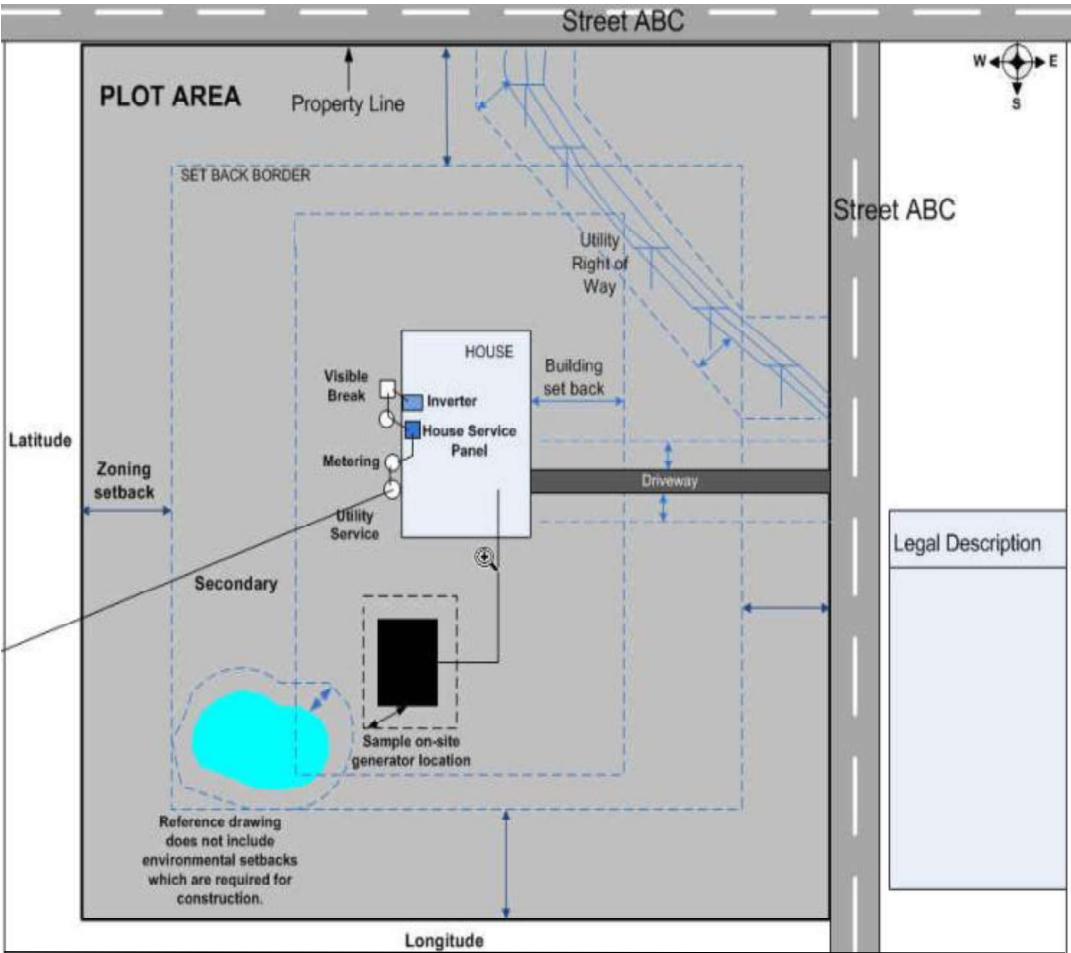 Street ABC
W
E
S
PLOT AREA
Property Line
SET BACK BORDER
Street ABC
Utility
Right of
Way
HOUSE
Building
set back
Visible
Break
Inverter
House Service
Panel
Metering
Utility
Service
Latitude
Zoning
setback
Driveway
Secondary
Legal Description
Sample on-site
generator location
Reference drawing
does not include
environmental setbacks
which are required for
construction.
Longitude